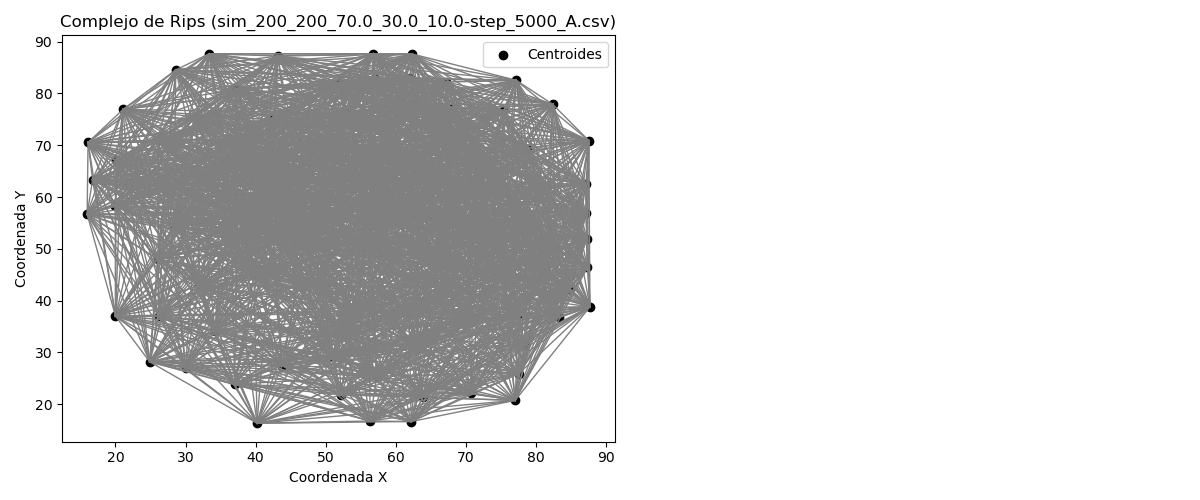 Complejo de Rips (sim_200_200_70.0_30.0_10.0-step_5000_A.csv)
Centroides
90
80
70
60
50
40
30
20
Coordenada Y
20 30 40 50 60 70 80 90
Coordenada X